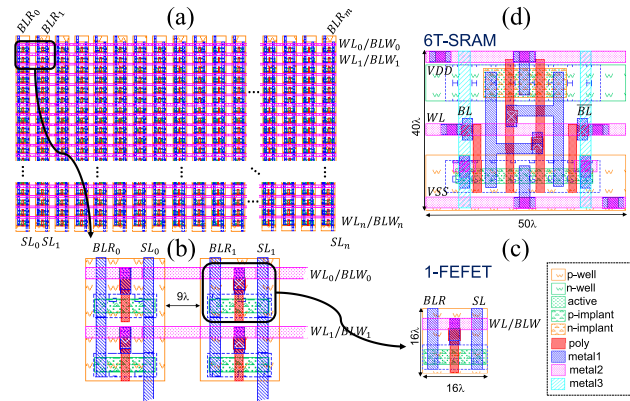 (a)
BLR₀
BLR₁
BLRₘ
WL₀/BLW₀
WL₁/BLW₁
...
WLₙ/BLWₙ
SL₀ SL₁
SLₙ
(b)
BLR₀
SL₀
BLR₁
SL₁
WL₀/BLW₀
9λ
WL₁/BLW₁
(d)
6T-SRAM
VDD
BL
BL
WL
40λ
VSS
50λ
(c)
1-FEFET
BLR
SL
WL/BLW
16λ
16λ
p-well
n-well
active
p-implant
n-implant
poly
metal1
metal2
metal3